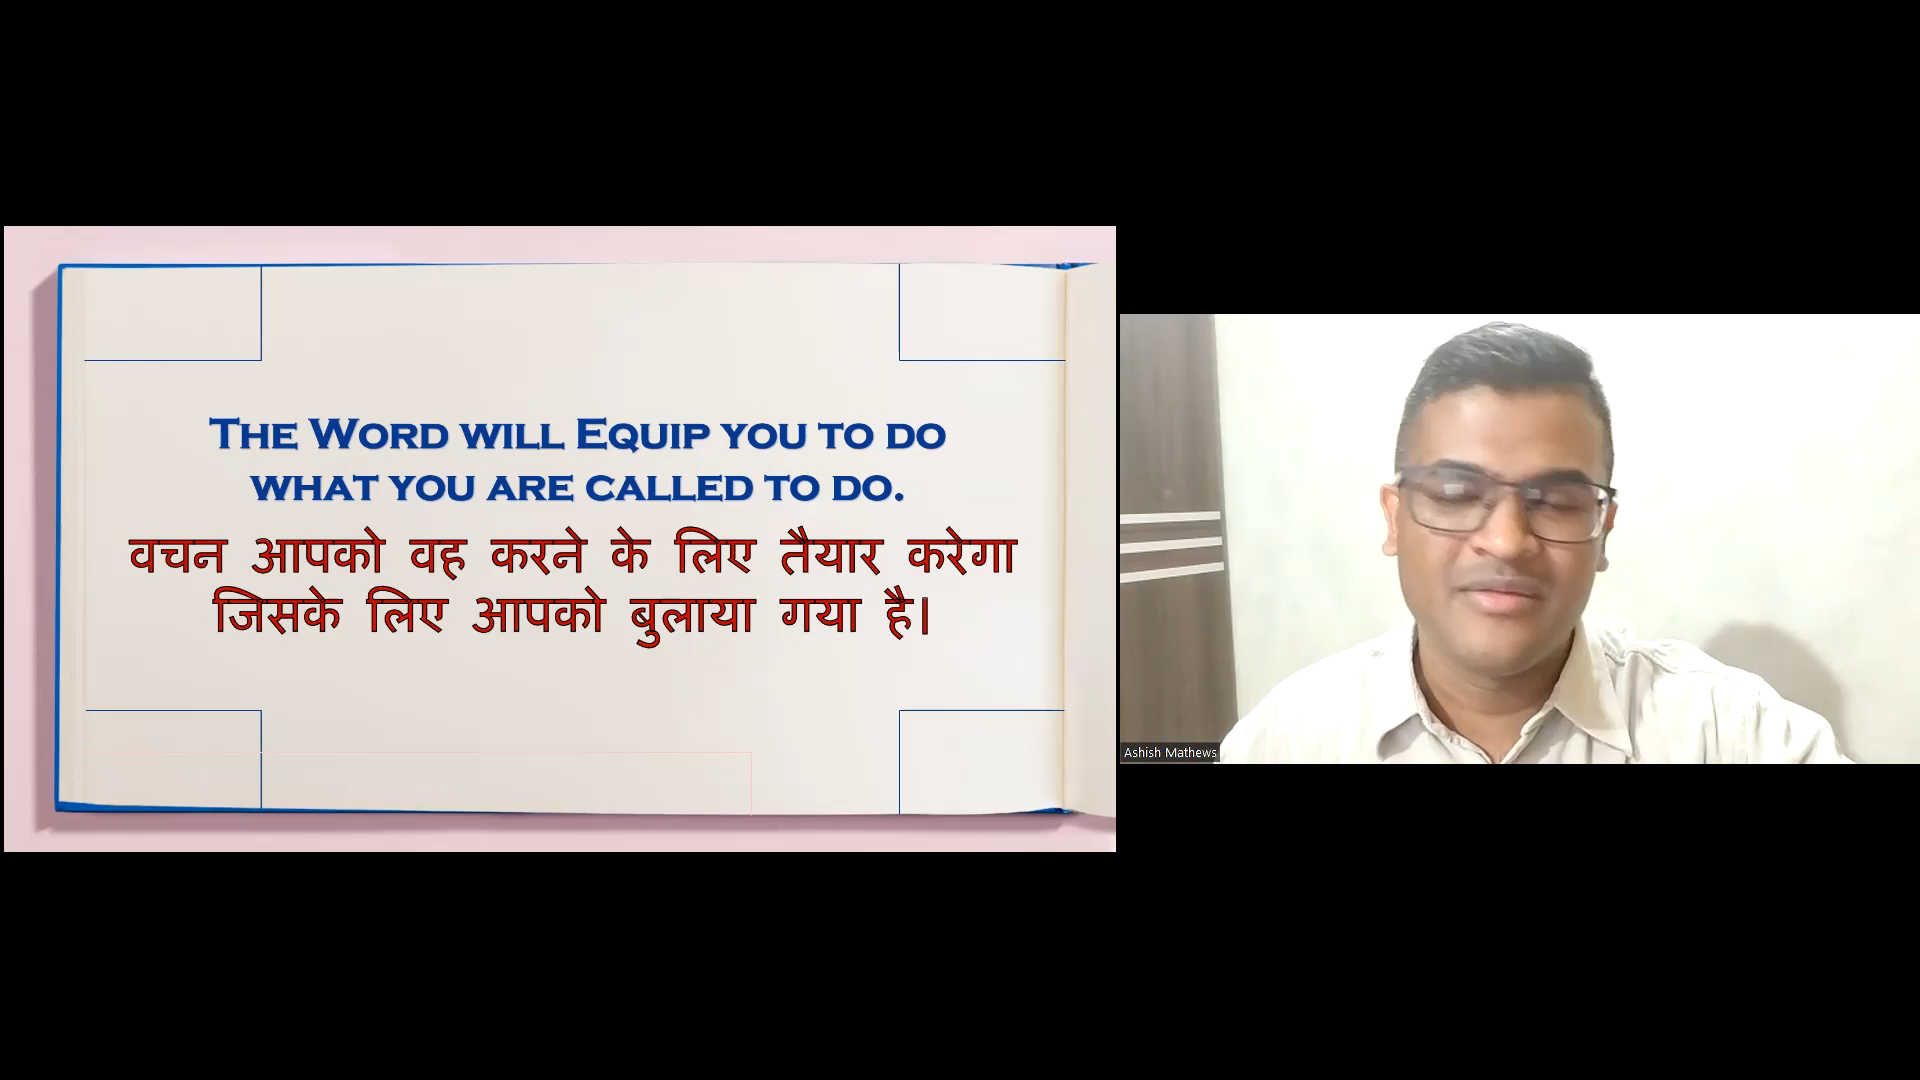 THE WORD WILL EQUIP YOU TO DO
WHAT YOU ARE CALLED TO DO.
वचन आपको वह करने के लिए तैयार करेगा
जिसके लिए आपको बुलाया गया है।
Ashish Mathews